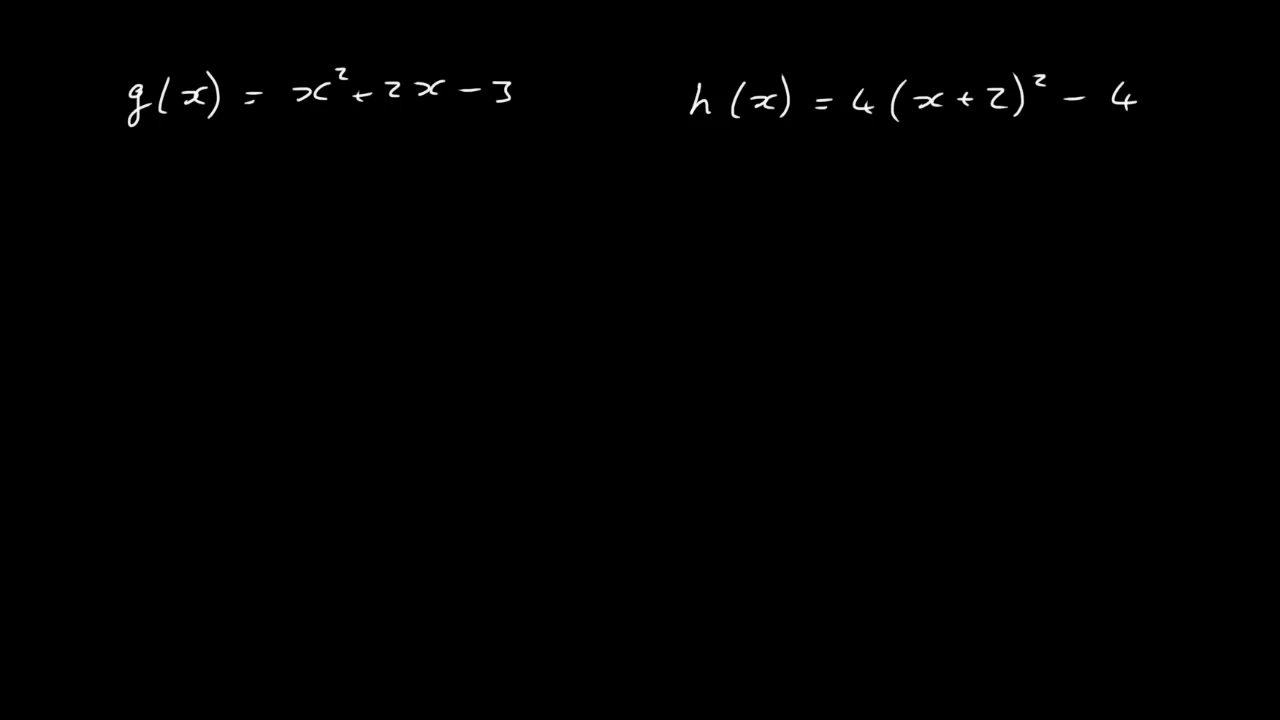 g(x) = x² + 2x - 3
h(x) = 4(x + 2)² - 4